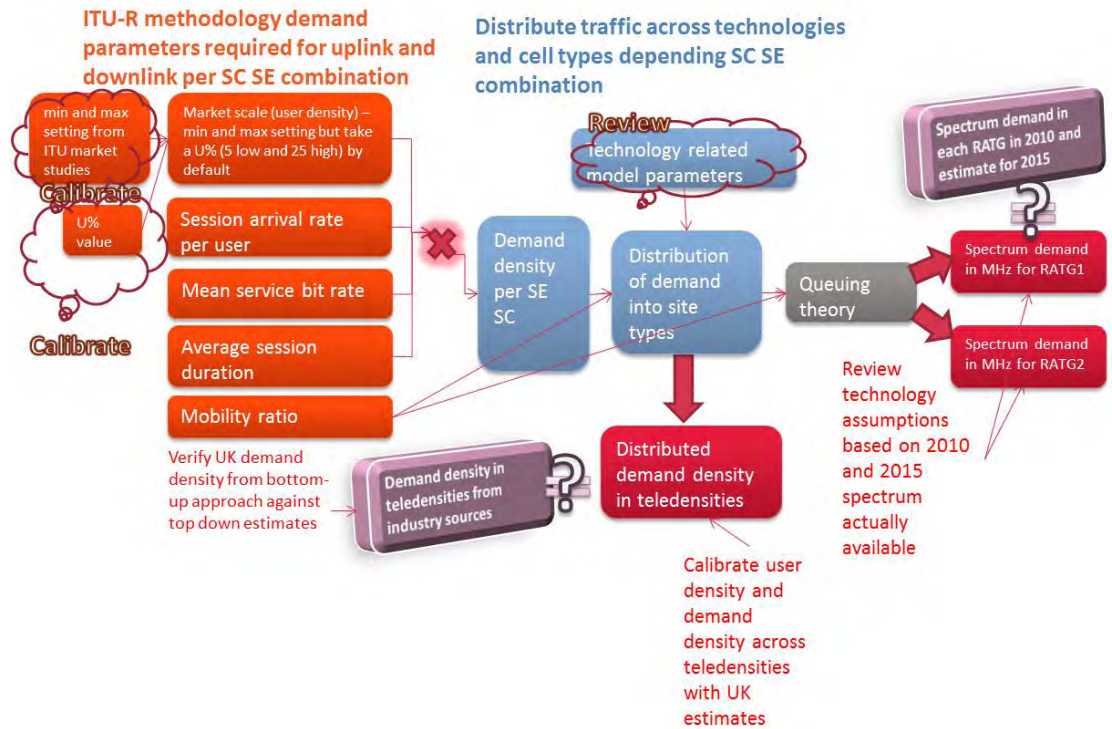 ITU-R methodology demand
parameters required for uplink and
downlink per SC SE combination
Distribute traffic across technologies
and cell types depending SC SE
combination
min and max
setting from
ITU market
studies
Calibrate
U%
value
Calibrate
Market scale (user density) –
min and max setting but take
a U% (5 low and 25 high) by
default
Session arrival rate
per user
Mean service bit rate
Average session
duration
Mobility ratio
Verify UK demand
density from bottom-
up approach against
top down estimates
Demand density in
teledensities from
industry sources
?
=
Demand
density
per SE
SC
Review
Technology related
model parameters
Distribution
of demand
into site
types
Distributed
demand density
in teledensities
Calibrate user
density and
demand
density across
teledensities
with UK
estimates
Queuing
theory
Spectrum demand in
each RATG in 2010 and
estimate for 2015
?
=
Spectrum demand
in MHz for RATG1
Spectrum demand
in MHz for RATG2
Review
technology
assumptions
based on 2010
and 2015
spectrum
actually
available